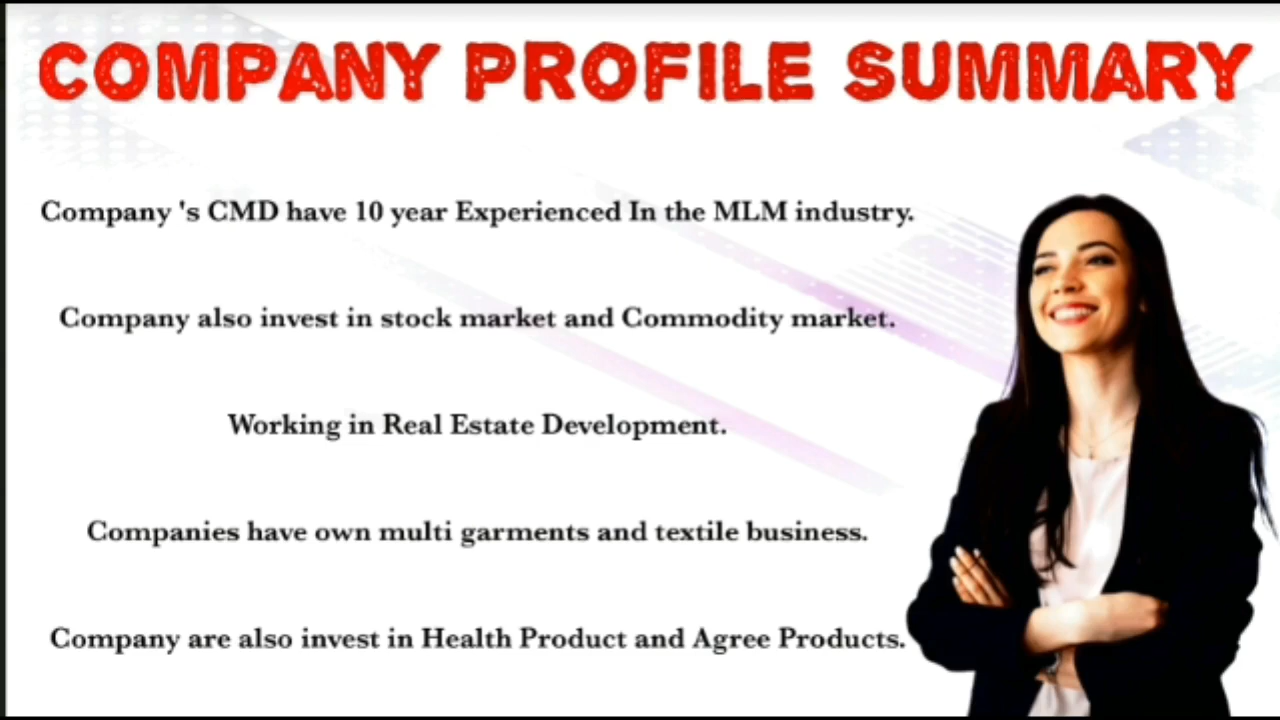 COMPANY PROFILE SUMMARY
Company 's CMD have 10 year Experienced In the MLM industry.
Company also invest in stock market and Commodity market.
Working in Real Estate Development.
Companies have own multi garments and textile business.
Company are also invest in Health Product and Agree Products.